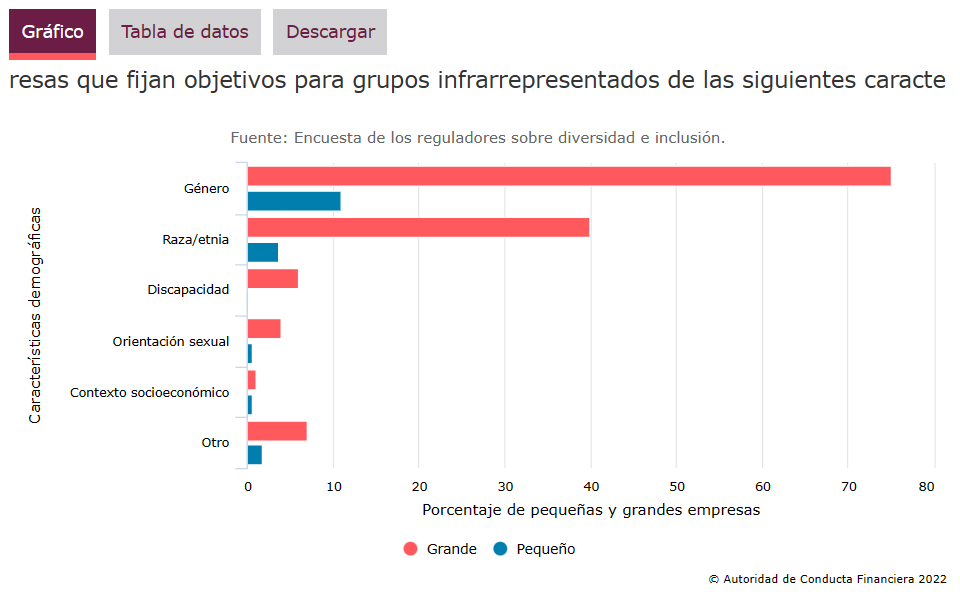 Gráfico Tabla de datos Descargar
resas que fijan objetivos para grupos infrarrepresentados de las siguientes caracte
Fuente: Encuesta de los reguladores sobre diversidad e inclusión.
Características demográficas
Género
Raza/etnia
Discapacidad
Orientación sexual
Contexto socioeconómico
Otro
0 10 20 30 40 50 60 70 80
Porcentaje de pequeñas y grandes empresas
Grande Pequeño
© Autoridad de Conducta Financiera 2022